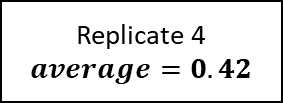 Replicate 4
average = 0.42